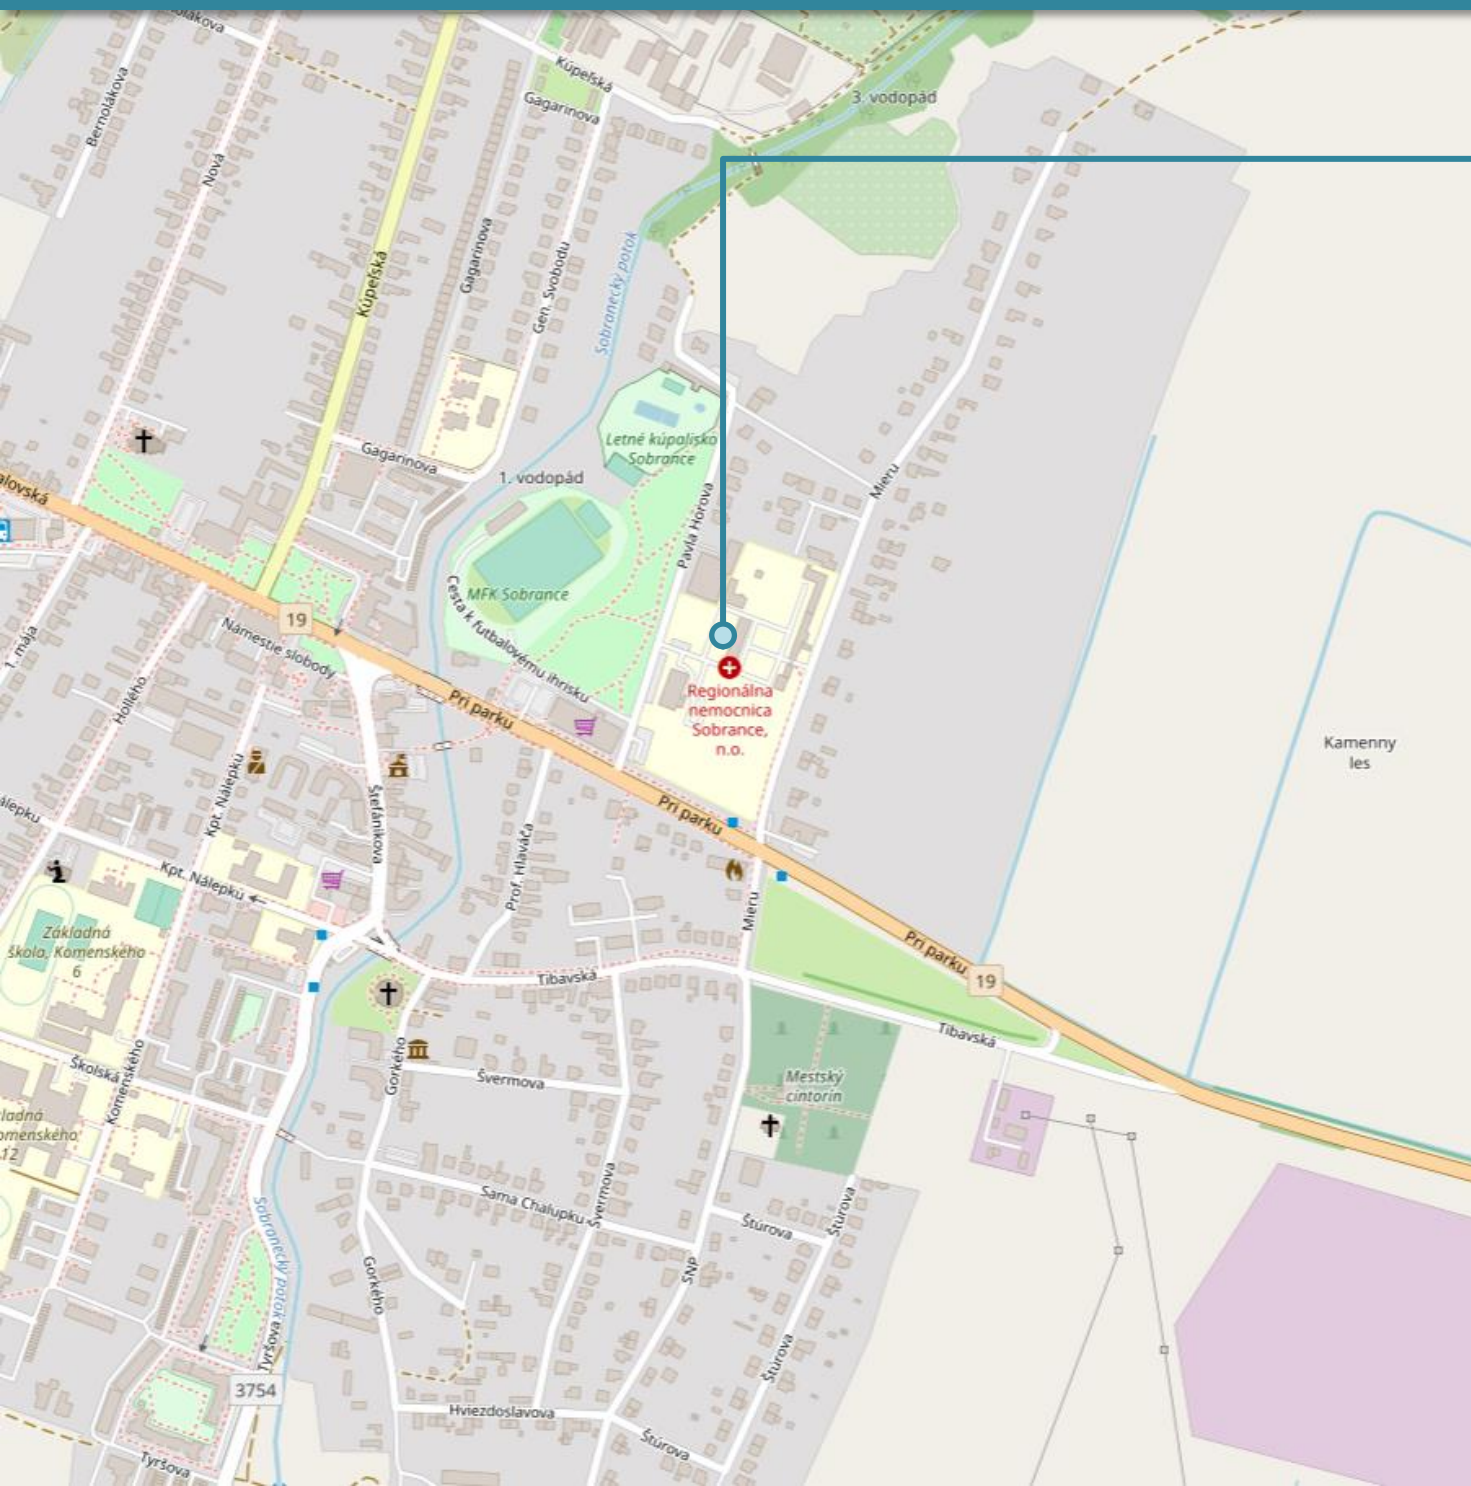 Bernolákova
Nová
Kúpeľská
Kúpeľská
Gagarinova
Gagarinova
Gen. Svobodu
Sobranecký potok
3. vodopád
Gagarinova
1. vodopád
Letné kúpalisko
Sobrance
Pavla Horova
Mieru
MFK Sobrance
Cesta k futbalovému ihrisku
19
Námestie slobody
1. mája
Hollého
Pri parku
Regionálna
nemocnica
Sobrance,
n.o.
Kamenny
les
Kpt. Nálepku
Štefánikova
Prof. Hlaváča
Pri parku
Kpt. Nálepku
Základná
škola, Komenského
6
Mieru
Pri parku
19
Tibavská
Tibavská
Školská
Komenského
Gorkého
Švermova
Mestský
cintorín
12
Sobranecký potok
Sama Chalupku
Švermova
Štúrova
Štúrova
SNP
Gorkého
Tyršova
Štúrova
3754
Hviezdoslavova
Štúrova
Tyršova